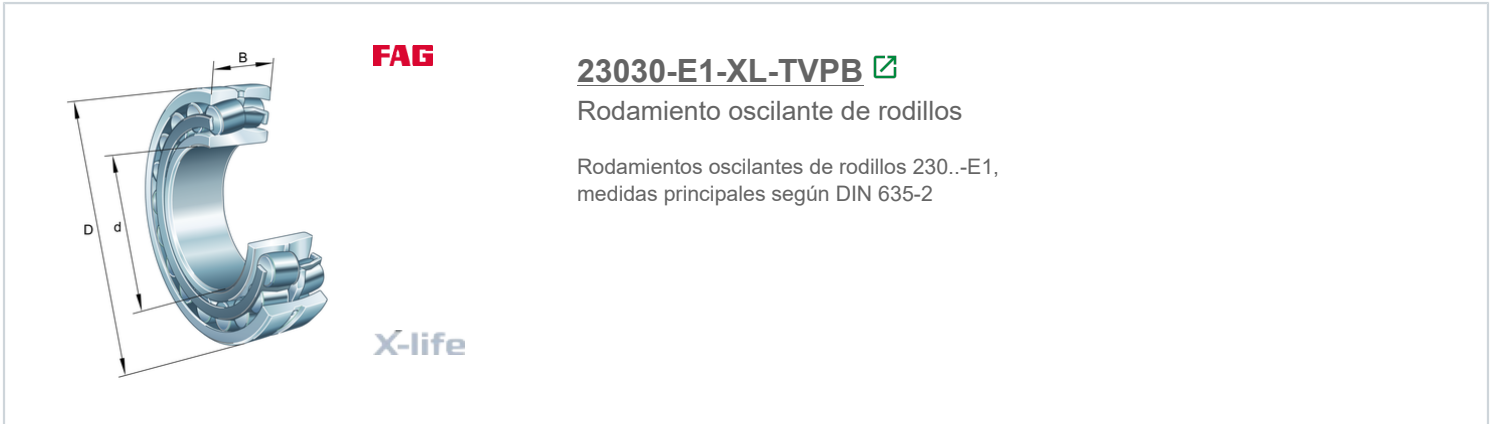 B
FAG
D
d
X-life
23030-E1-XL-TVPB
Rodamiento oscilante de rodillos
Rodamientos oscilantes de rodillos 230..-E1,
medidas principales según DIN 635-2